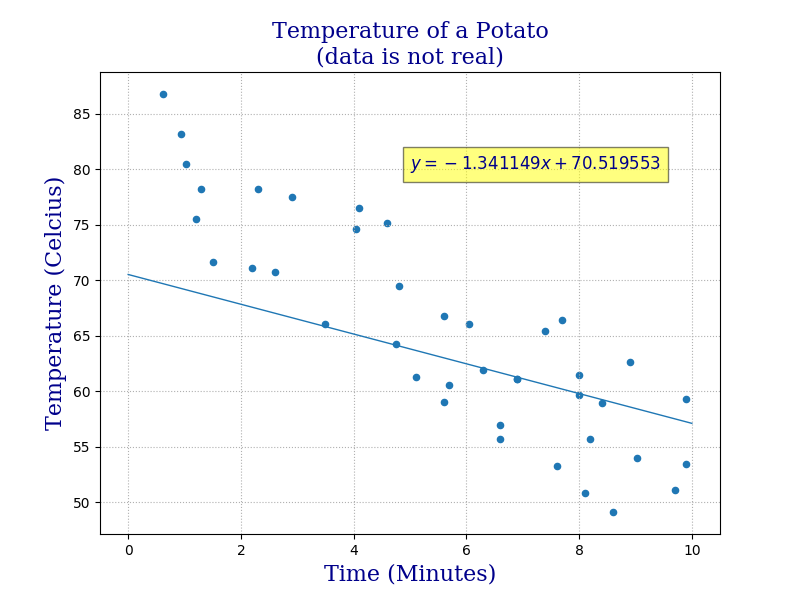 Temperature of a Potato
(data is not real)
85
80
75
70
65
60
55
50
Temperature (Celcius)
y = −1.341149x + 70.519553
0 2 4 6 8 10
Time (Minutes)